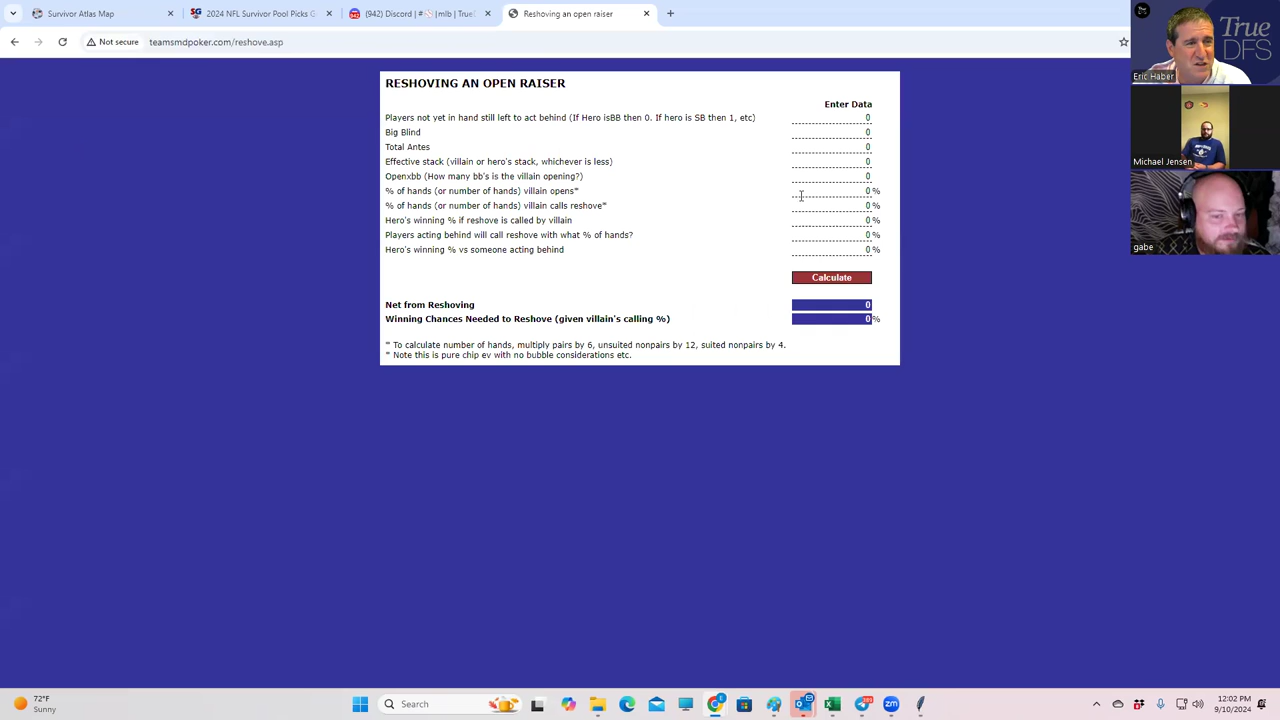 Survivor Atlas Map
2024 NFL Survivor Pool Picks G
(942) Discord | #
Reshoving an open raiser
Not secure
teamsmdpoker.com/reshove.asp
True
DFS
Eric Haber
Michael Jensen
gabe
RESHOVING AN OPEN RAISER
Enter Data
Players not yet in hand still left to act behind (If Hero isBB then 0. If hero is SB then 1, etc) 0
Big Blind 0
Total Antes 0
Effective stack (villain or hero's stack, whichever is less) 0
Openxbb (How many bb's is the villain opening?) 0
% of hands (or number of hands) villain opens* 0 %
% of hands (or number of hands) villain calls reshove* 0 %
Hero's winning % if reshove is called by villain 0 %
Players acting behind will call reshove with what % of hands? 0 %
Hero's winning % vs someone acting behind 0 %
Calculate
Net from Reshoving 0
Winning Chances Needed to Reshove (given villain's calling %) 0 %
* To calculate number of hands, multiply pairs by 6, unsuited nonpairs by 12, suited nonpairs by 4.
* Note this is pure chip ev with no bubble considerations etc.
72°F
Sunny
Search
12:02 PM
9/10/2024